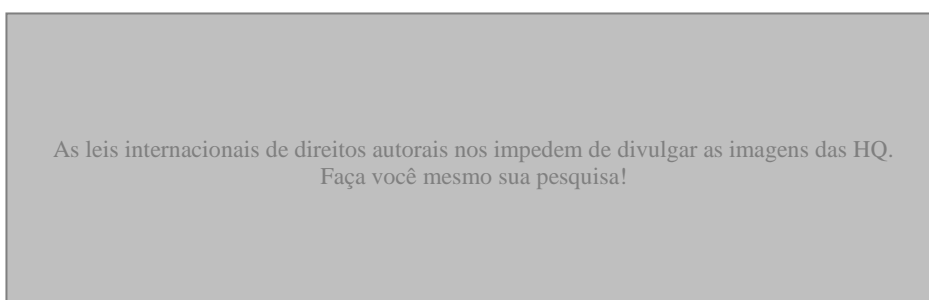 As leis internacionais de direitos autorais nos impedem de divulgar as imagens das HQ.
Faça você mesmo sua pesquisa!